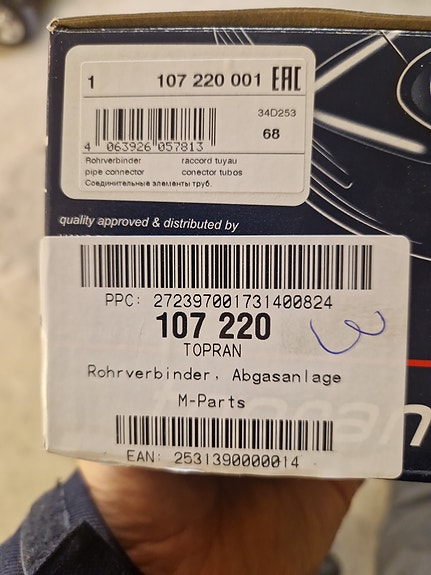 1 107 220 001 EAC
34D253
68
4 063926 057813
Rohrverbinder raccord tuyau
pipe connector conector tubos
Соединительные элементы труб.
quality approved & distributed by
PPC: 272397001731400824
107 220
TOPRAN
Rohrverbinder, Abgasanlage
M-Parts
EAN: 2531390000014